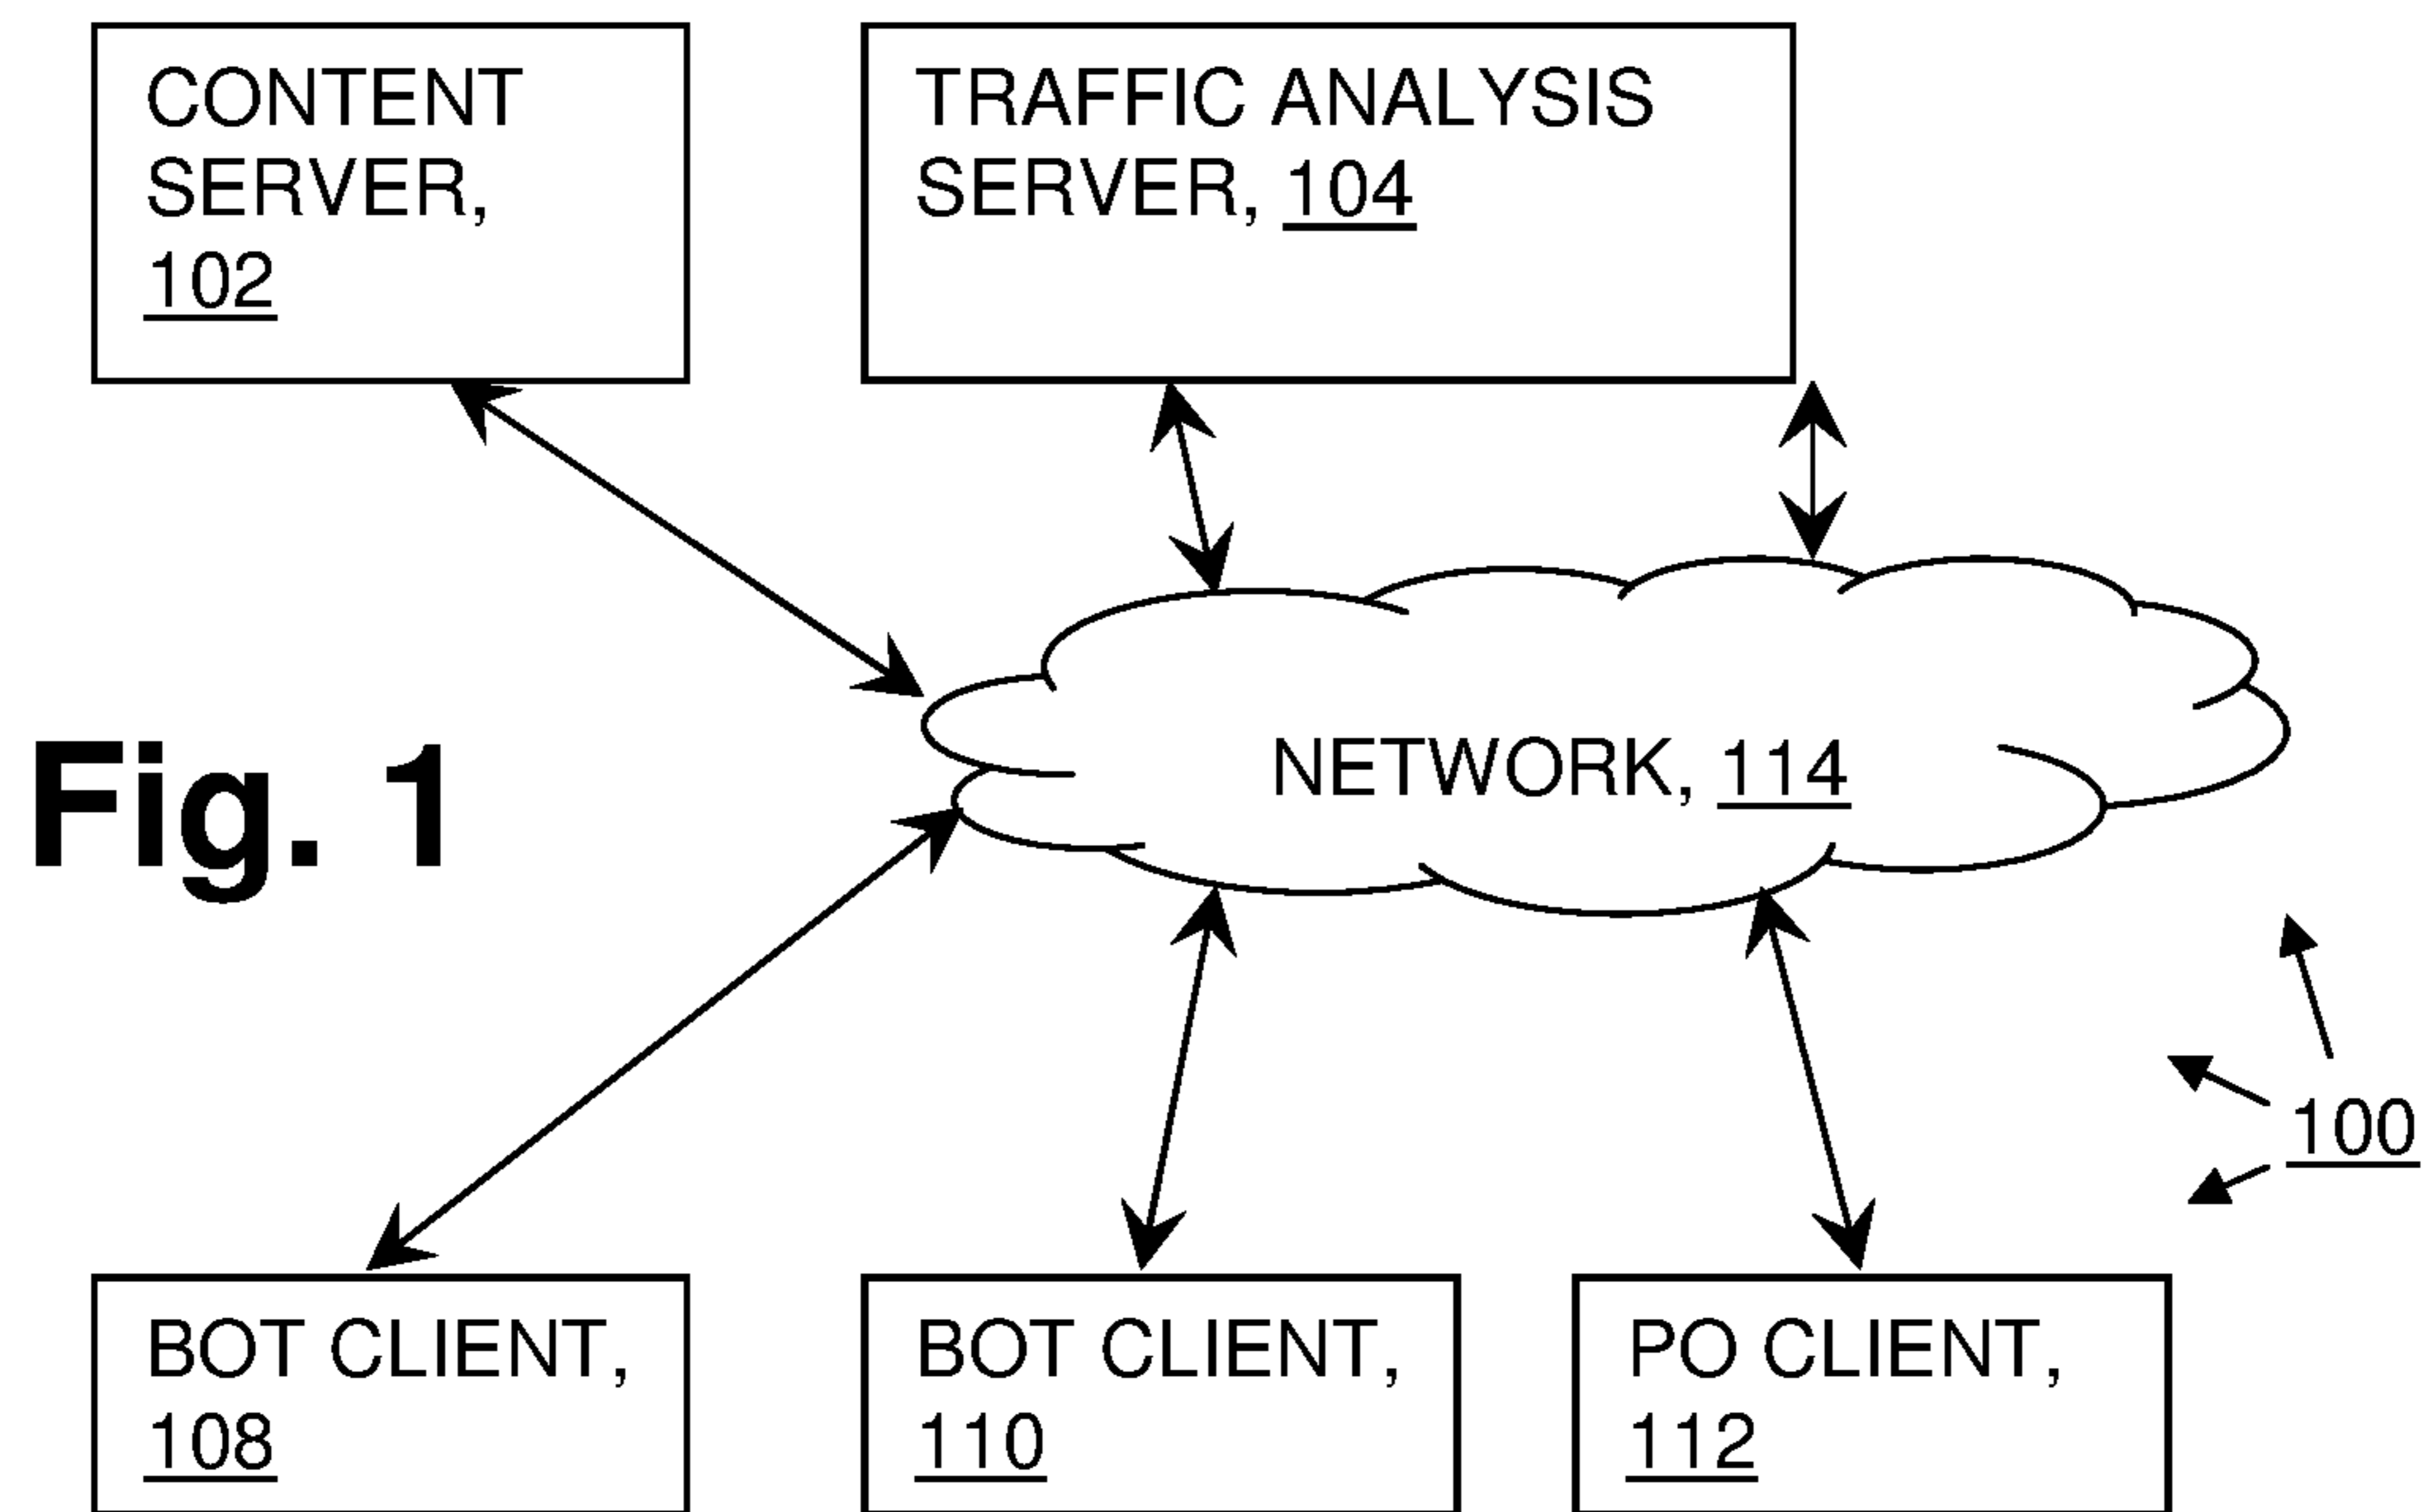 CONTENT
SERVER,
102
TRAFFIC ANALYSIS
SERVER, 104
NETWORK, 114
Fig. 1
100
BOT CLIENT,
108
BOT CLIENT,
110
PO CLIENT,
112